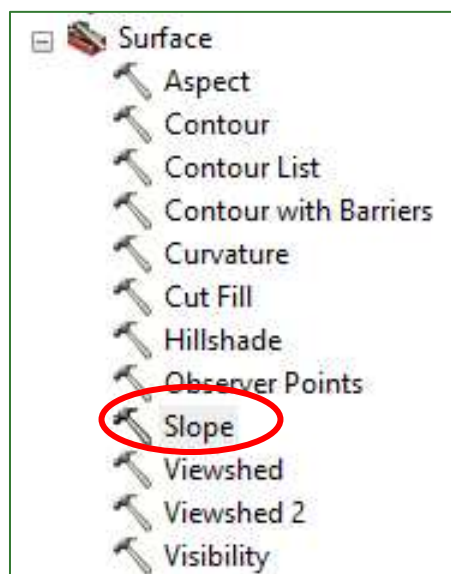 Surface
Aspect
Contour
Contour List
Contour with Barriers
Curvature
Cut Fill
Hillshade
Observer Points
Slope
Viewshed
Viewshed 2
Visibility